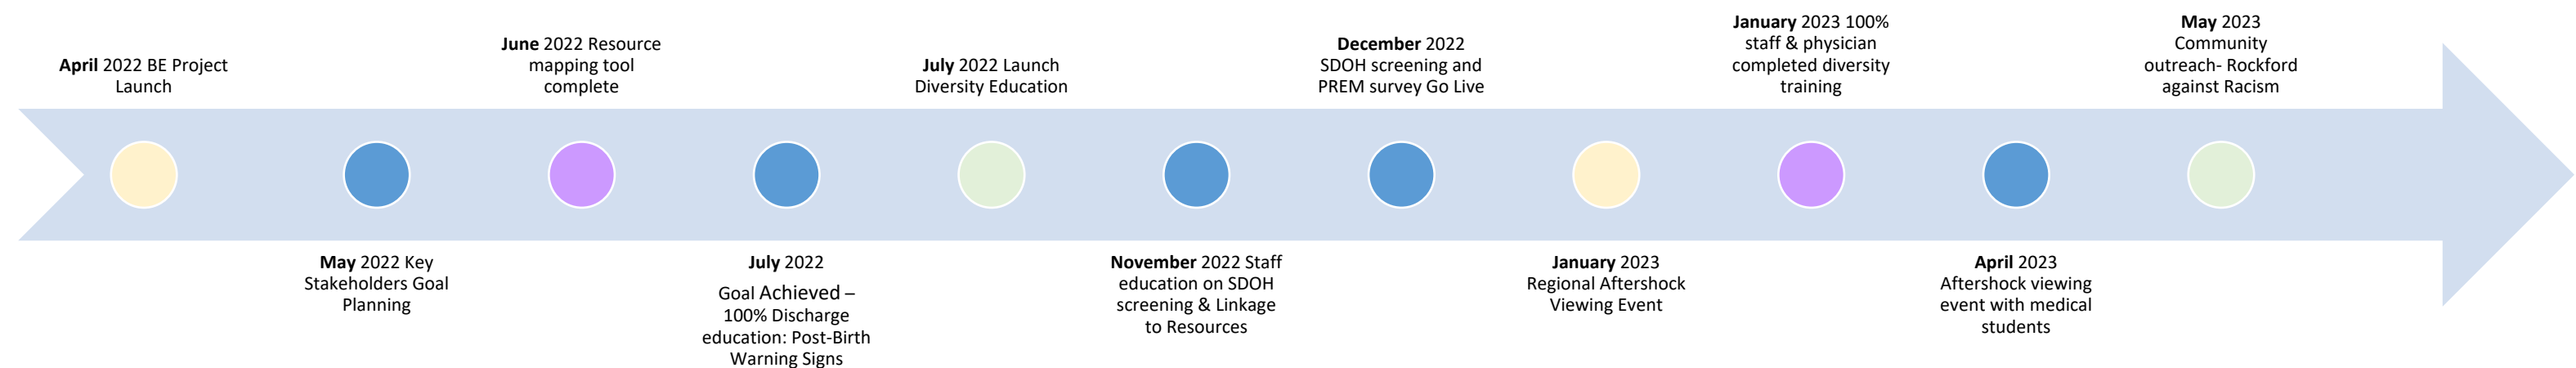 April 2022 BE Project
Launch
May 2022 Key
Stakeholders Goal
Planning
June 2022 Resource
mapping tool
complete
July 2022
Goal Achieved –
100% Discharge
education: Post-Birth
Warning Signs
July 2022 Launch
Diversity Education
November 2022 Staff
education on SDOH
screening & Linkage
to Resources
December 2022
SDOH screening and
PREM survey Go Live
January 2023
Regional Aftershock
Viewing Event
January 2023 100%
staff & physician
completed diversity
training
April 2023
Aftershock viewing
event with medical
students
May 2023
Community
outreach- Rockford
against Racism